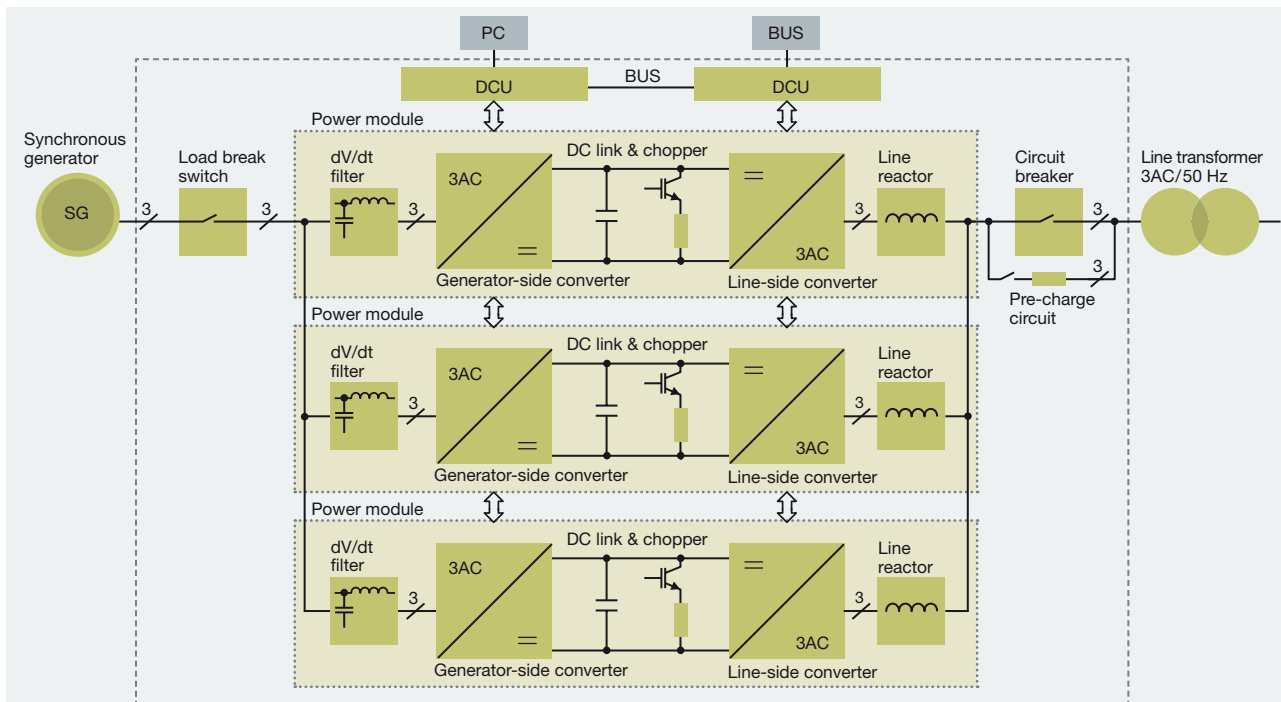 PC
BUS
DCU
BUS
DCU
Synchronous
generator
SG
3
Load break
switch
3
Power module
dV/dt
filter
3
3AC
=
Generator-side converter
DC link & chopper
=
3AC
Line-side converter
3
Line
reactor
Circuit
breaker
3
3
Pre-charge
circuit
Line transformer
3AC/50 Hz
Power module
dV/dt
filter
3
3AC
=
Generator-side converter
DC link & chopper
=
3AC
Line-side converter
3
Line
reactor
Power module
dV/dt
filter
3
3AC
=
Generator-side converter
DC link & chopper
=
3AC
Line-side converter
3
Line
reactor